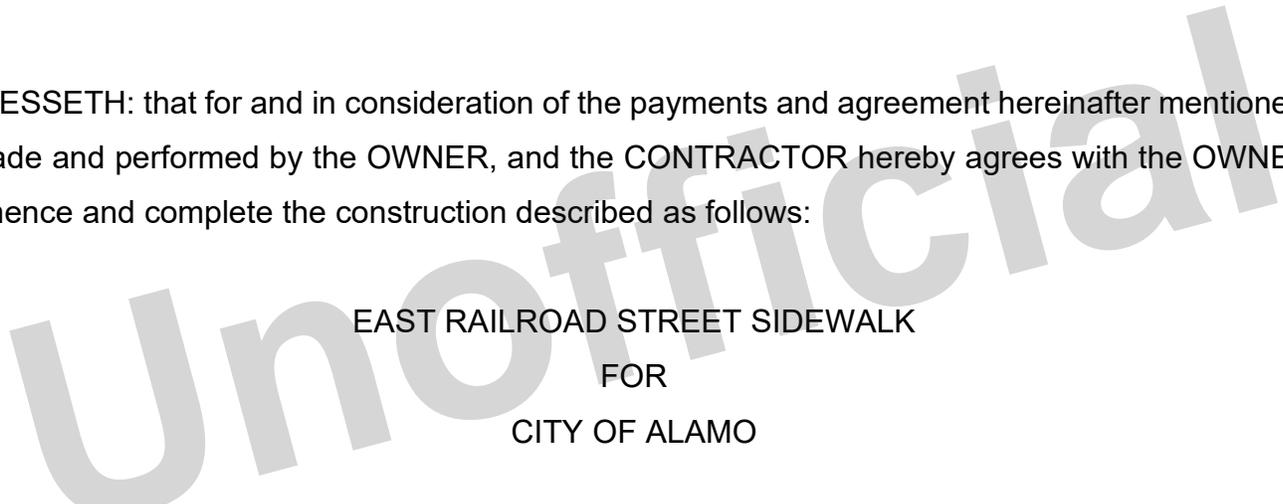 ESSETH: that for and in consideration of the payments and agreement hereinafter mentione
ade and performed by the OWNER, and the CONTRACTOR hereby agrees with the OWNE
ence and complete the construction described as follows:
EAST RAILROAD STREET SIDEWALK
FOR
CITY OF ALAMO
Unofficial